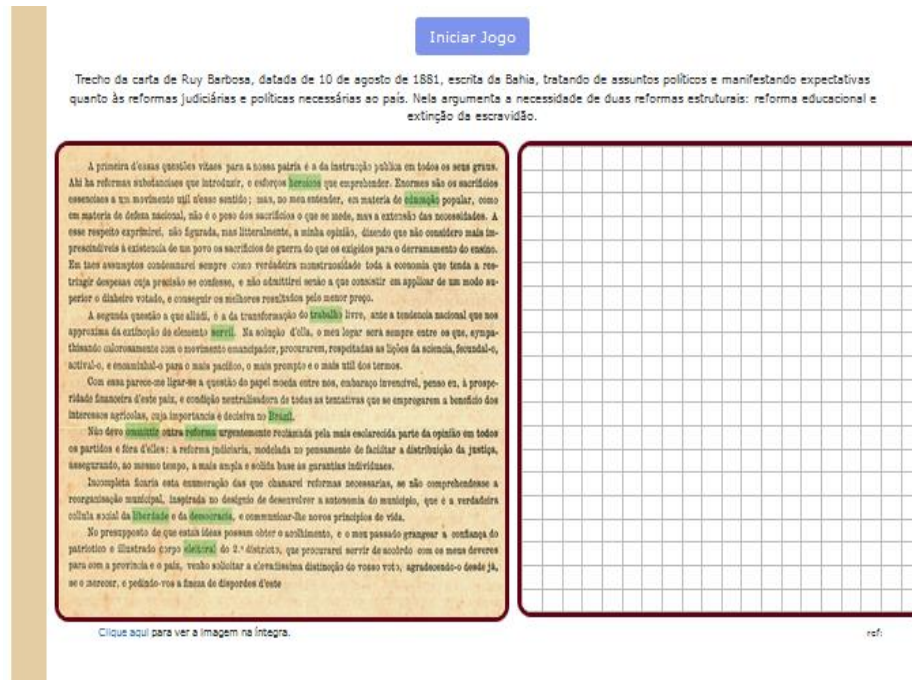 Iniciar Jogo
Trecho da carta de Ruy Barbosa, datada de 10 de agosto de 1881, escrita da Bahia, tratando de assuntos políticos e manifestando expectativas
quanto às reformas judiciárias e políticas necessárias ao país. Nela argumenta a necessidade de duas reformas estruturais: reforma educacional e
extinção da escravidão.
A primeira d'essas questões vitaes para a nossa patria é a da instrucção publica em todos os seus graus.
Ahi ha reformas substanciaes que introduzir, e esforços heroicos que emprehender. Enormes são os sacrificios
essenciaes a um movimento util n'esse sentido; mas, no meu entender, em materia de educação popular, como
em materia de defeza nacional, não é o peso dos sacrificios o que se mede, mas a extensão das necessidades. A
esse respeito exprimirei, não figurada, mas litteralmente, a minha opinião, dizendo que não considero mais im-
prescindiveis á existencia de um povo os sacrificios de guerra do que os exigidos para o derramamento do ensino.
Em taes assumptos condemnarei sempre como verdadeira monstruosidade toda a economia que tenda a res-
tringir despezas cuja precisão se confesse, e não admittirei senão a que consistir em applicar de um modo su-
perior o dinheiro votado, e conseguir os melhores resultados pelo menor preço.
A segunda questão a que alludi, é a da transformação do trabalho livre, ante a tendencia nacional que nos
approxima da extincção do elemento servil. Na solução d'ella, o meu logar será sempre entre os que, sympa-
thisando calorosamente com o movimento emancipador, procurarem, respeitadas as lições da sciencia, fecundal-o,
actival-o, e encaminhal-o para o mais pacifico, o mais prompto e o mais util dos termos.
Com essa parece-me ligar-se a questão do papel moeda entre nós, embaraço invencivel, penso eu, á prospe-
ridade financeira d'este paiz, e condição neutralisadora de todas as tentativas que se empregarem a beneficio dos
interesses agricolas, cuja importancia é decisiva no Brazil.
Não devo ommittir outra reforma urgentemente reclamada pela mais esclarecida parte da opinião em todos
os partidos e fóra d'elles: a reforma judiciaria, modelada no pensamento de facilitar a distribuição da justiça,
assegurando, ao mesmo tempo, a mais ampla e solida base ás garantias individuaes.
Incompleta ficaria esta enumeração das que chamarei reformas necessarias, se não comprehendesse a
reorganisação municipal, inspirada no designio de desenvolver a autonomia do municipio, que é a verdadeira
cellula social da liberdade e da democracia, e communicar-lhe novos principios de vida.
No presupposto de que estas idéas possam obter o acolhimento, e o meu passado grangear a confiança do
patriotico e illustrado corpo eleitoral do 2.º districto, que procurarei servir de accordo com os meus deveres
para com a provincia e o paiz, venho solicitar a elevadissima distincção do vosso voto, agradecendo-o desde já,
se o merecer, e pedindo-vos a fineza de dispordes d'este
Clique aqui para ver a imagem na íntegra.
ref: